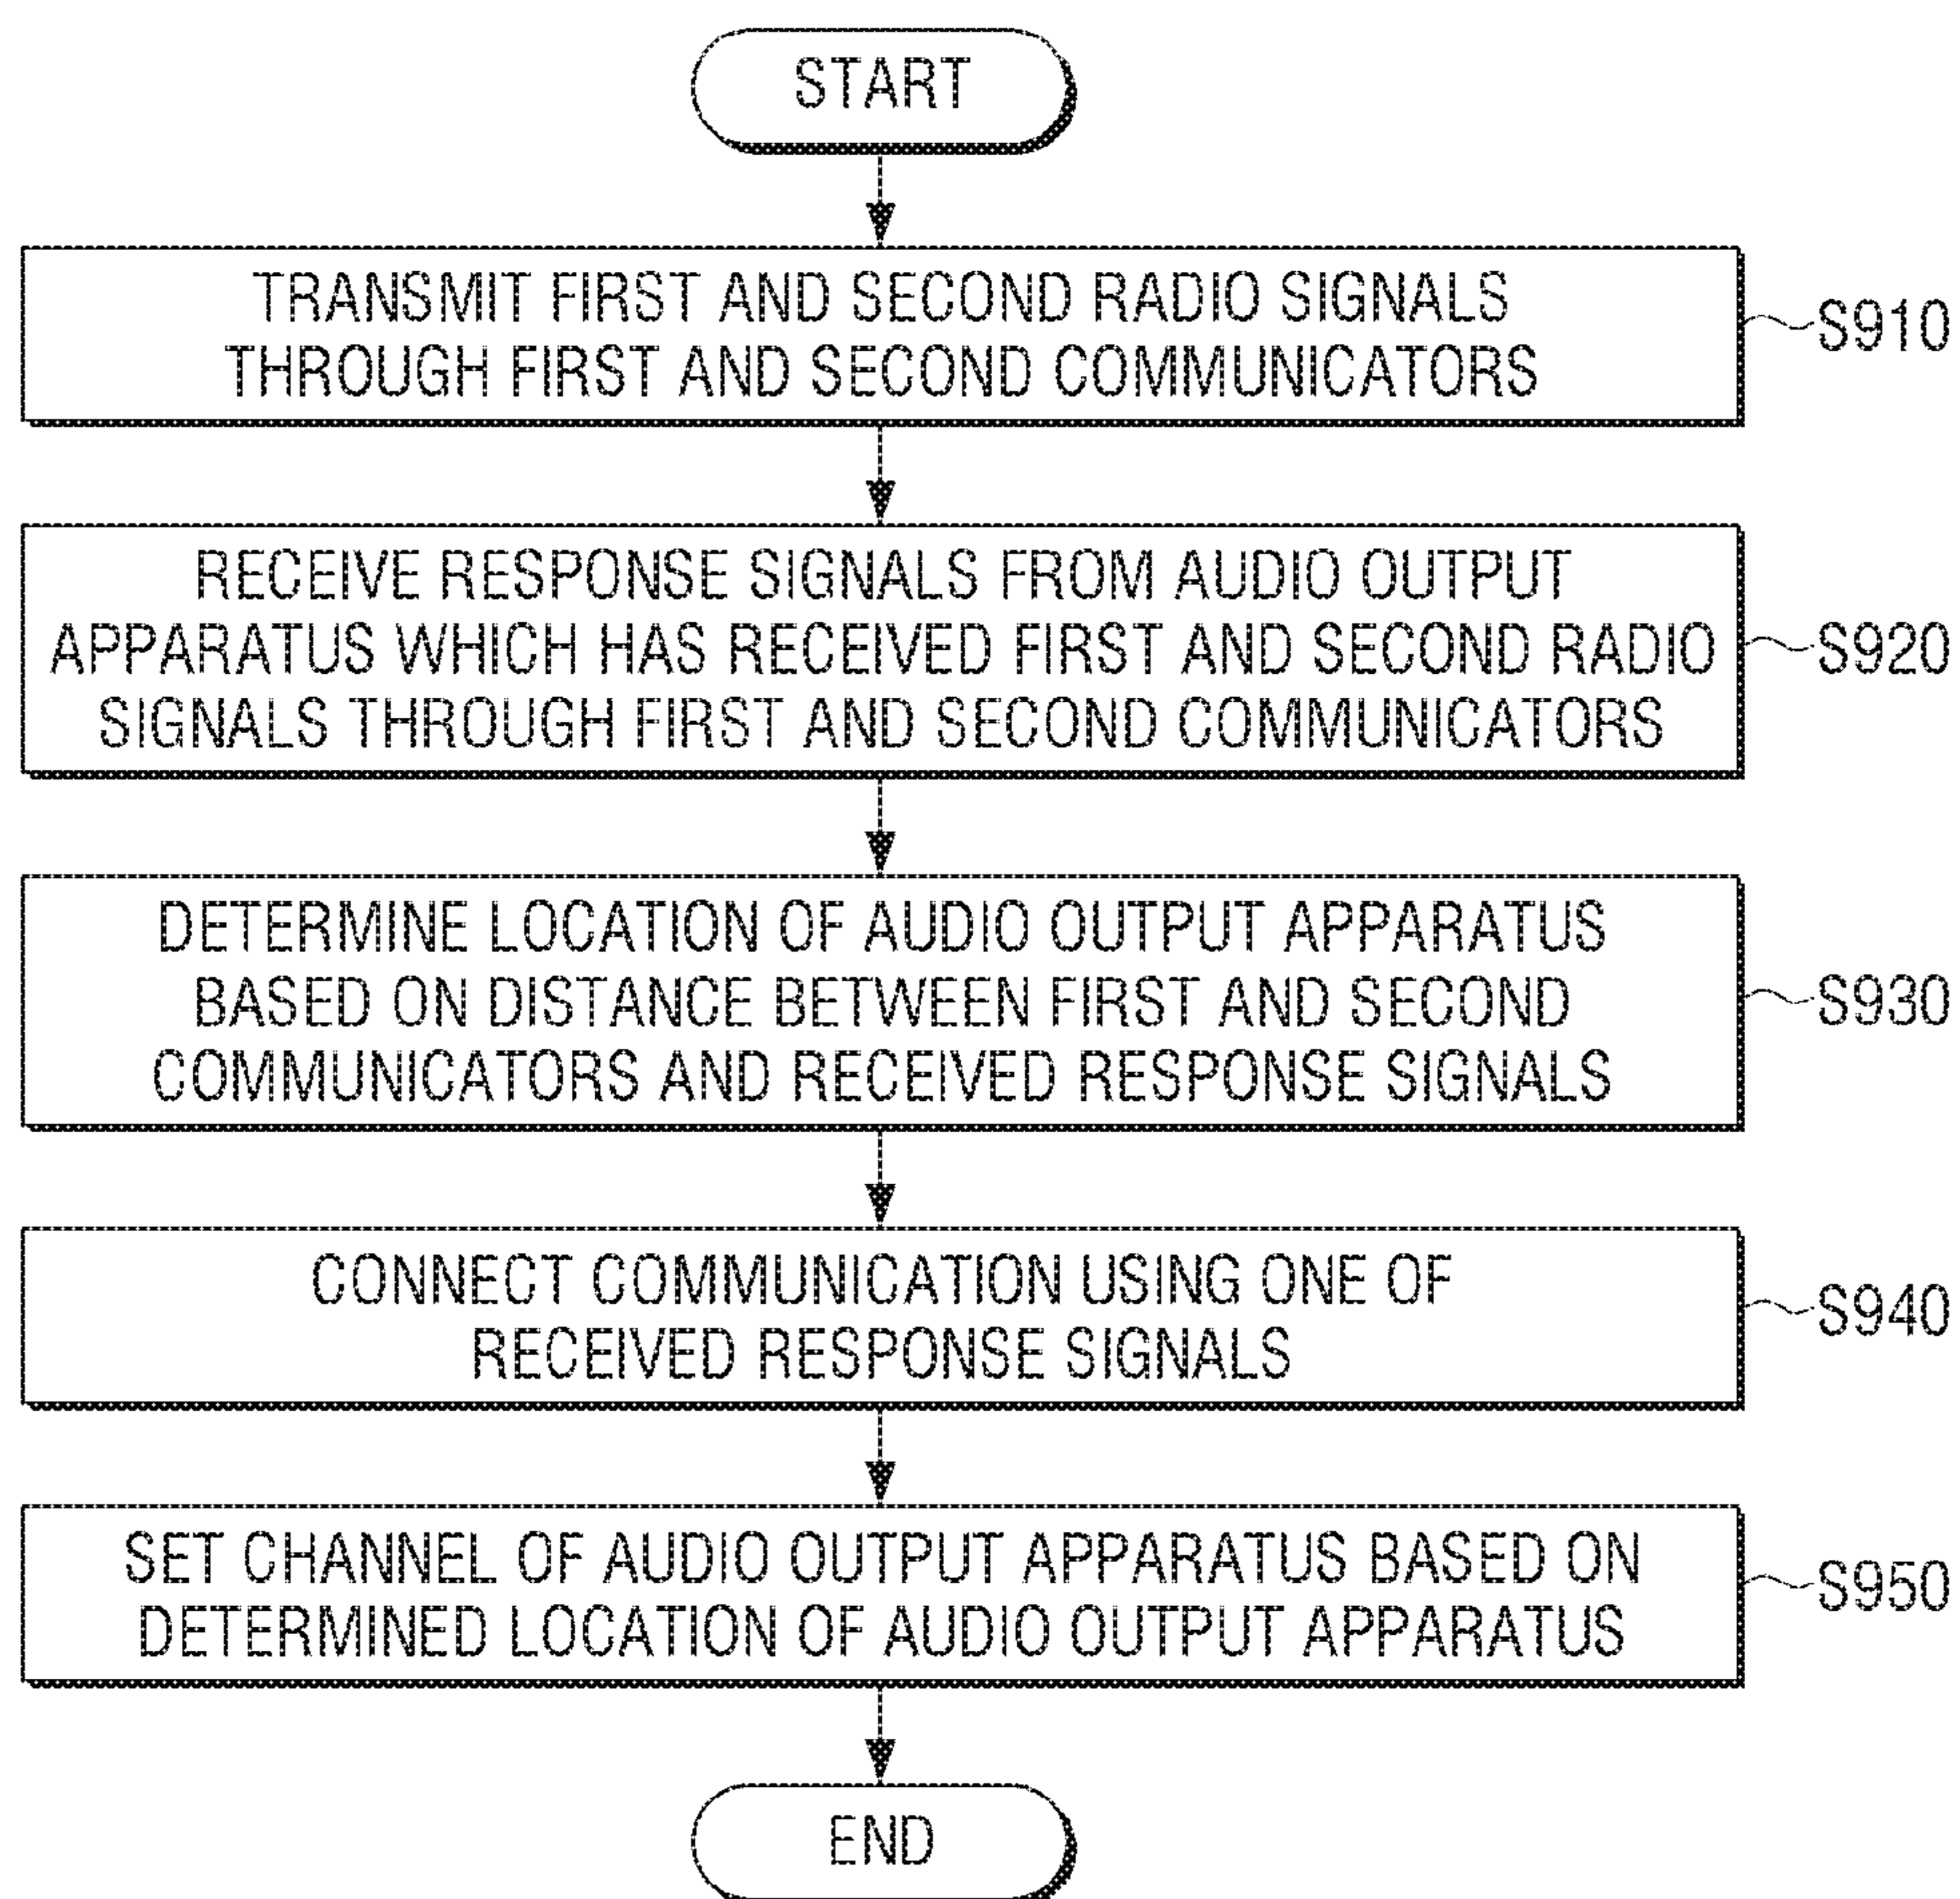 START
TRANSMIT FIRST AND SECOND RADIO SIGNALS
THROUGH FIRST AND SECOND COMMUNICATORS
S910
RECEIVE RESPONSE SIGNALS FROM AUDIO OUTPUT
APPARATUS WHICH HAS RECEIVED FIRST AND SECOND RADIO
SIGNALS THROUGH FIRST AND SECOND COMMUNICATORS
S920
DETERMINE LOCATION OF AUDIO OUTPUT APPARATUS
BASED ON DISTANCE BETWEEN FIRST AND SECOND
COMMUNICATORS AND RECEIVED RESPONSE SIGNALS
S930
CONNECT COMMUNICATION USING ONE OF
RECEIVED RESPONSE SIGNALS
S940
SET CHANNEL OF AUDIO OUTPUT APPARATUS BASED ON
DETERMINED LOCATION OF AUDIO OUTPUT APPARATUS
S950
END